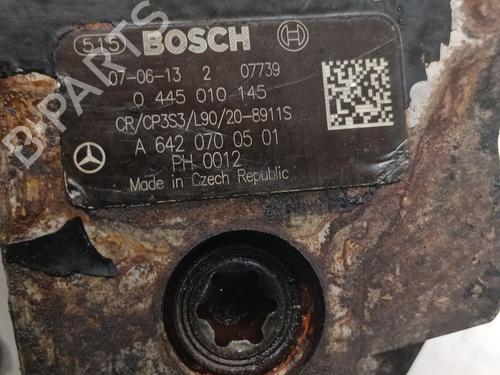 515 BOSCH
07-06-13 2 07739
0 445 010 145
CR/CP3S3/L90/20-8911S
A 642 070 05 01
PH 0012
Made in Czech Republic
B-PARTS